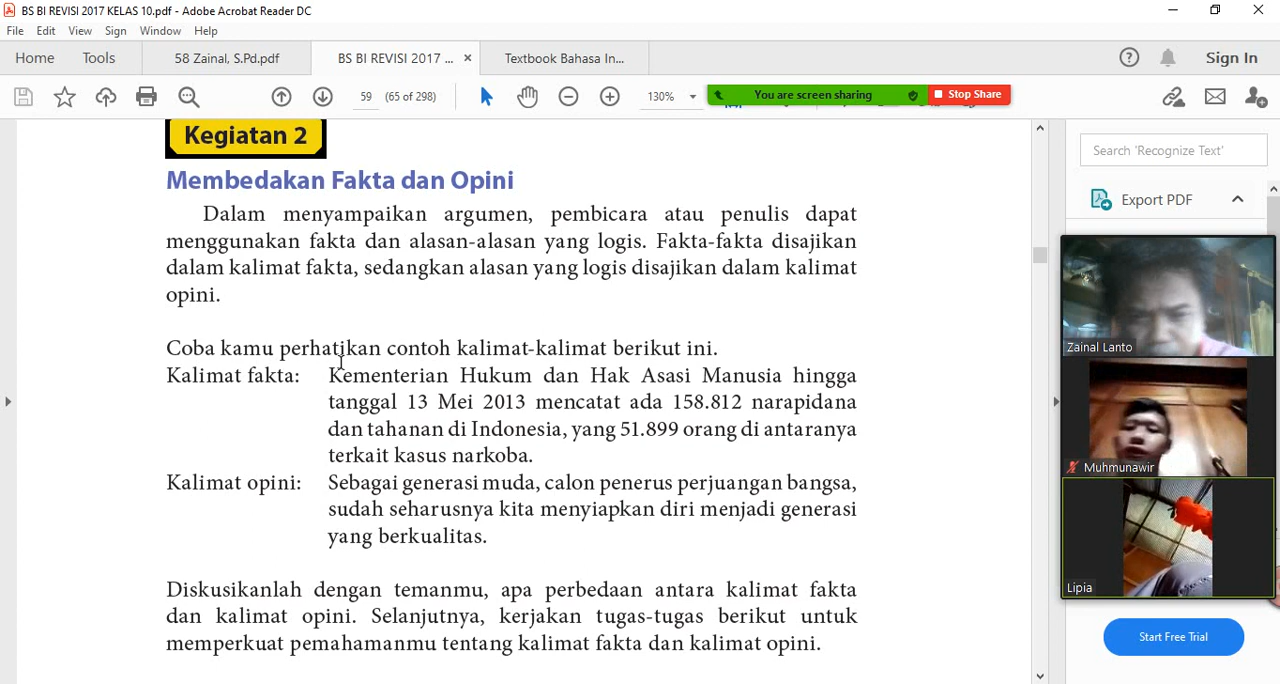 BS BI REVISI 2017 KELAS 10.pdf - Adobe Acrobat Reader DC
File Edit View Sign Window Help
Home Tools 58 Zainal, S.Pd.pdf BS BI REVISI 2017 ... × Textbook Bahasa In... Sign In
59 (65 of 298) 130% You are screen sharing Stop Share
Search 'Recognize Text'
Export PDF
Kegiatan 2
Membedakan Fakta dan Opini
Dalam menyampaikan argumen, pembicara atau penulis dapat
menggunakan fakta dan alasan-alasan yang logis. Fakta-fakta disajikan
dalam kalimat fakta, sedangkan alasan yang logis disajikan dalam kalimat
opini.
Coba kamu perhatikan contoh kalimat-kalimat berikut ini.
Kalimat fakta: Kementerian Hukum dan Hak Asasi Manusia hingga
tanggal 13 Mei 2013 mencatat ada 158.812 narapidana
dan tahanan di Indonesia, yang 51.899 orang di antaranya
terkait kasus narkoba.
Kalimat opini: Sebagai generasi muda, calon penerus perjuangan bangsa,
sudah seharusnya kita menyiapkan diri menjadi generasi
yang berkualitas.
Diskusikanlah dengan temanmu, apa perbedaan antara kalimat fakta
dan kalimat opini. Selanjutnya, kerjakan tugas-tugas berikut untuk
memperkuat pemahamanmu tentang kalimat fakta dan kalimat opini.
Zainal Lanto
Muhmunawir
Lipia
Start Free Trial